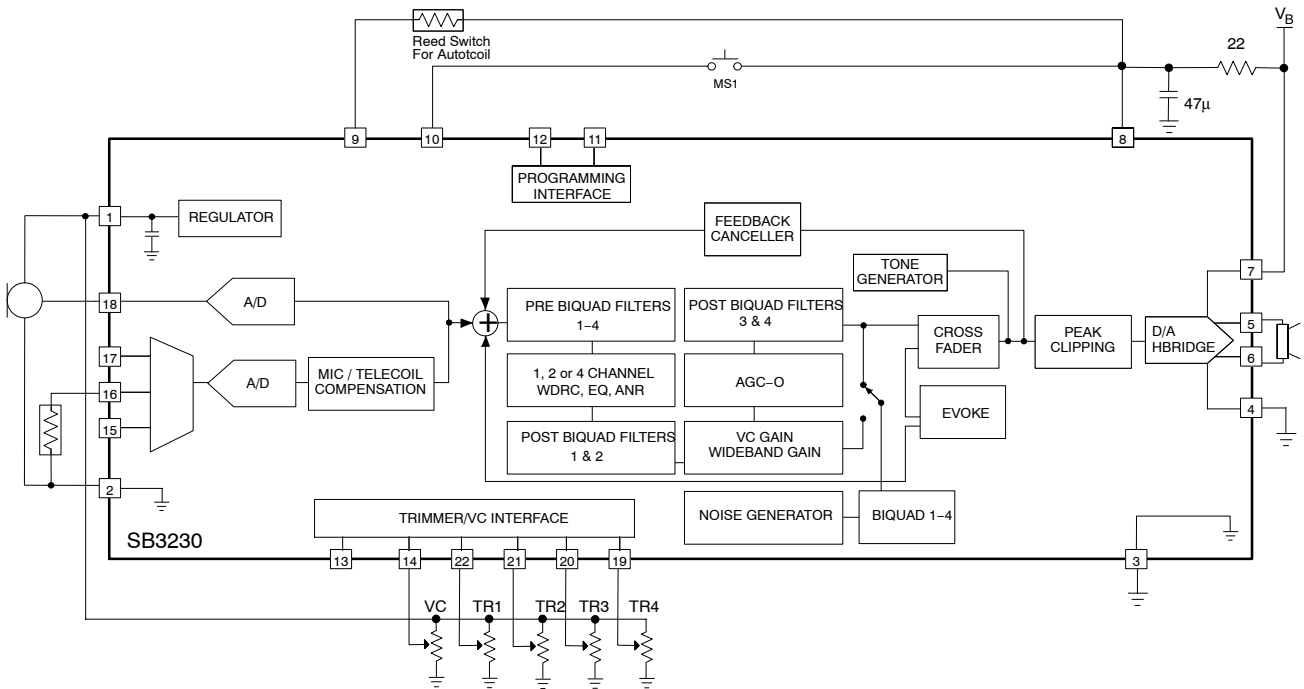 Reed Switch
For Autotcoil
MS1
VB
22
47µ
9
10
12
11
8
PROGRAMMING
INTERFACE
1
REGULATOR
FEEDBACK
CANCELLER
TONE
GENERATOR
7
18
A/D
PRE BIQUAD FILTERS
1–4
POST BIQUAD FILTERS
3 & 4
CROSS
FADER
PEAK
CLIPPING
D/A
HBRIDGE
5
6
17
16
15
A/D
MIC / TELECOIL
COMPENSATION
1, 2 or 4 CHANNEL
WDRC, EQ, ANR
AGC–O
EVOKE
4
POST BIQUAD FILTERS
1 & 2
VC GAIN
WIDEBAND GAIN
2
TRIMMER/VC INTERFACE
NOISE GENERATOR
BIQUAD 1–4
SB3230
13
14
22
21
20
19
3
VC
TR1
TR2
TR3
TR4